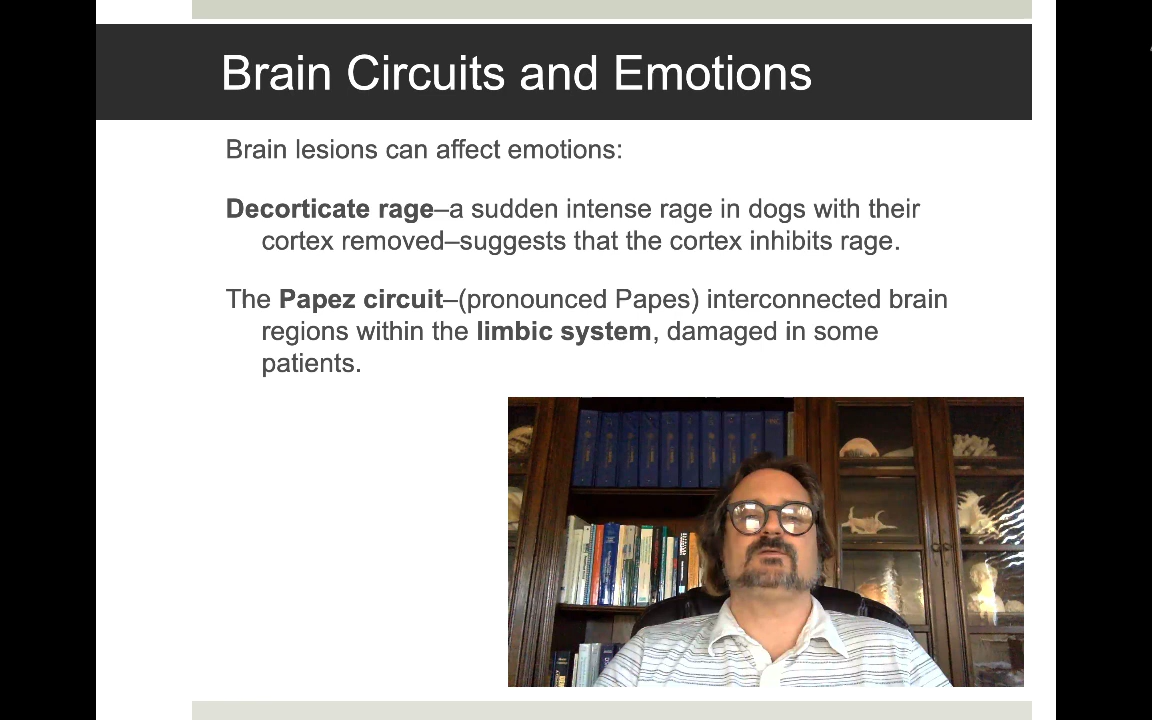 Brain Circuits and Emotions
Brain lesions can affect emotions:
Decorticate rage–a sudden intense rage in dogs with their
cortex removed–suggests that the cortex inhibits rage.
The Papez circuit–(pronounced Papes) interconnected brain
regions within the limbic system, damaged in some
patients.